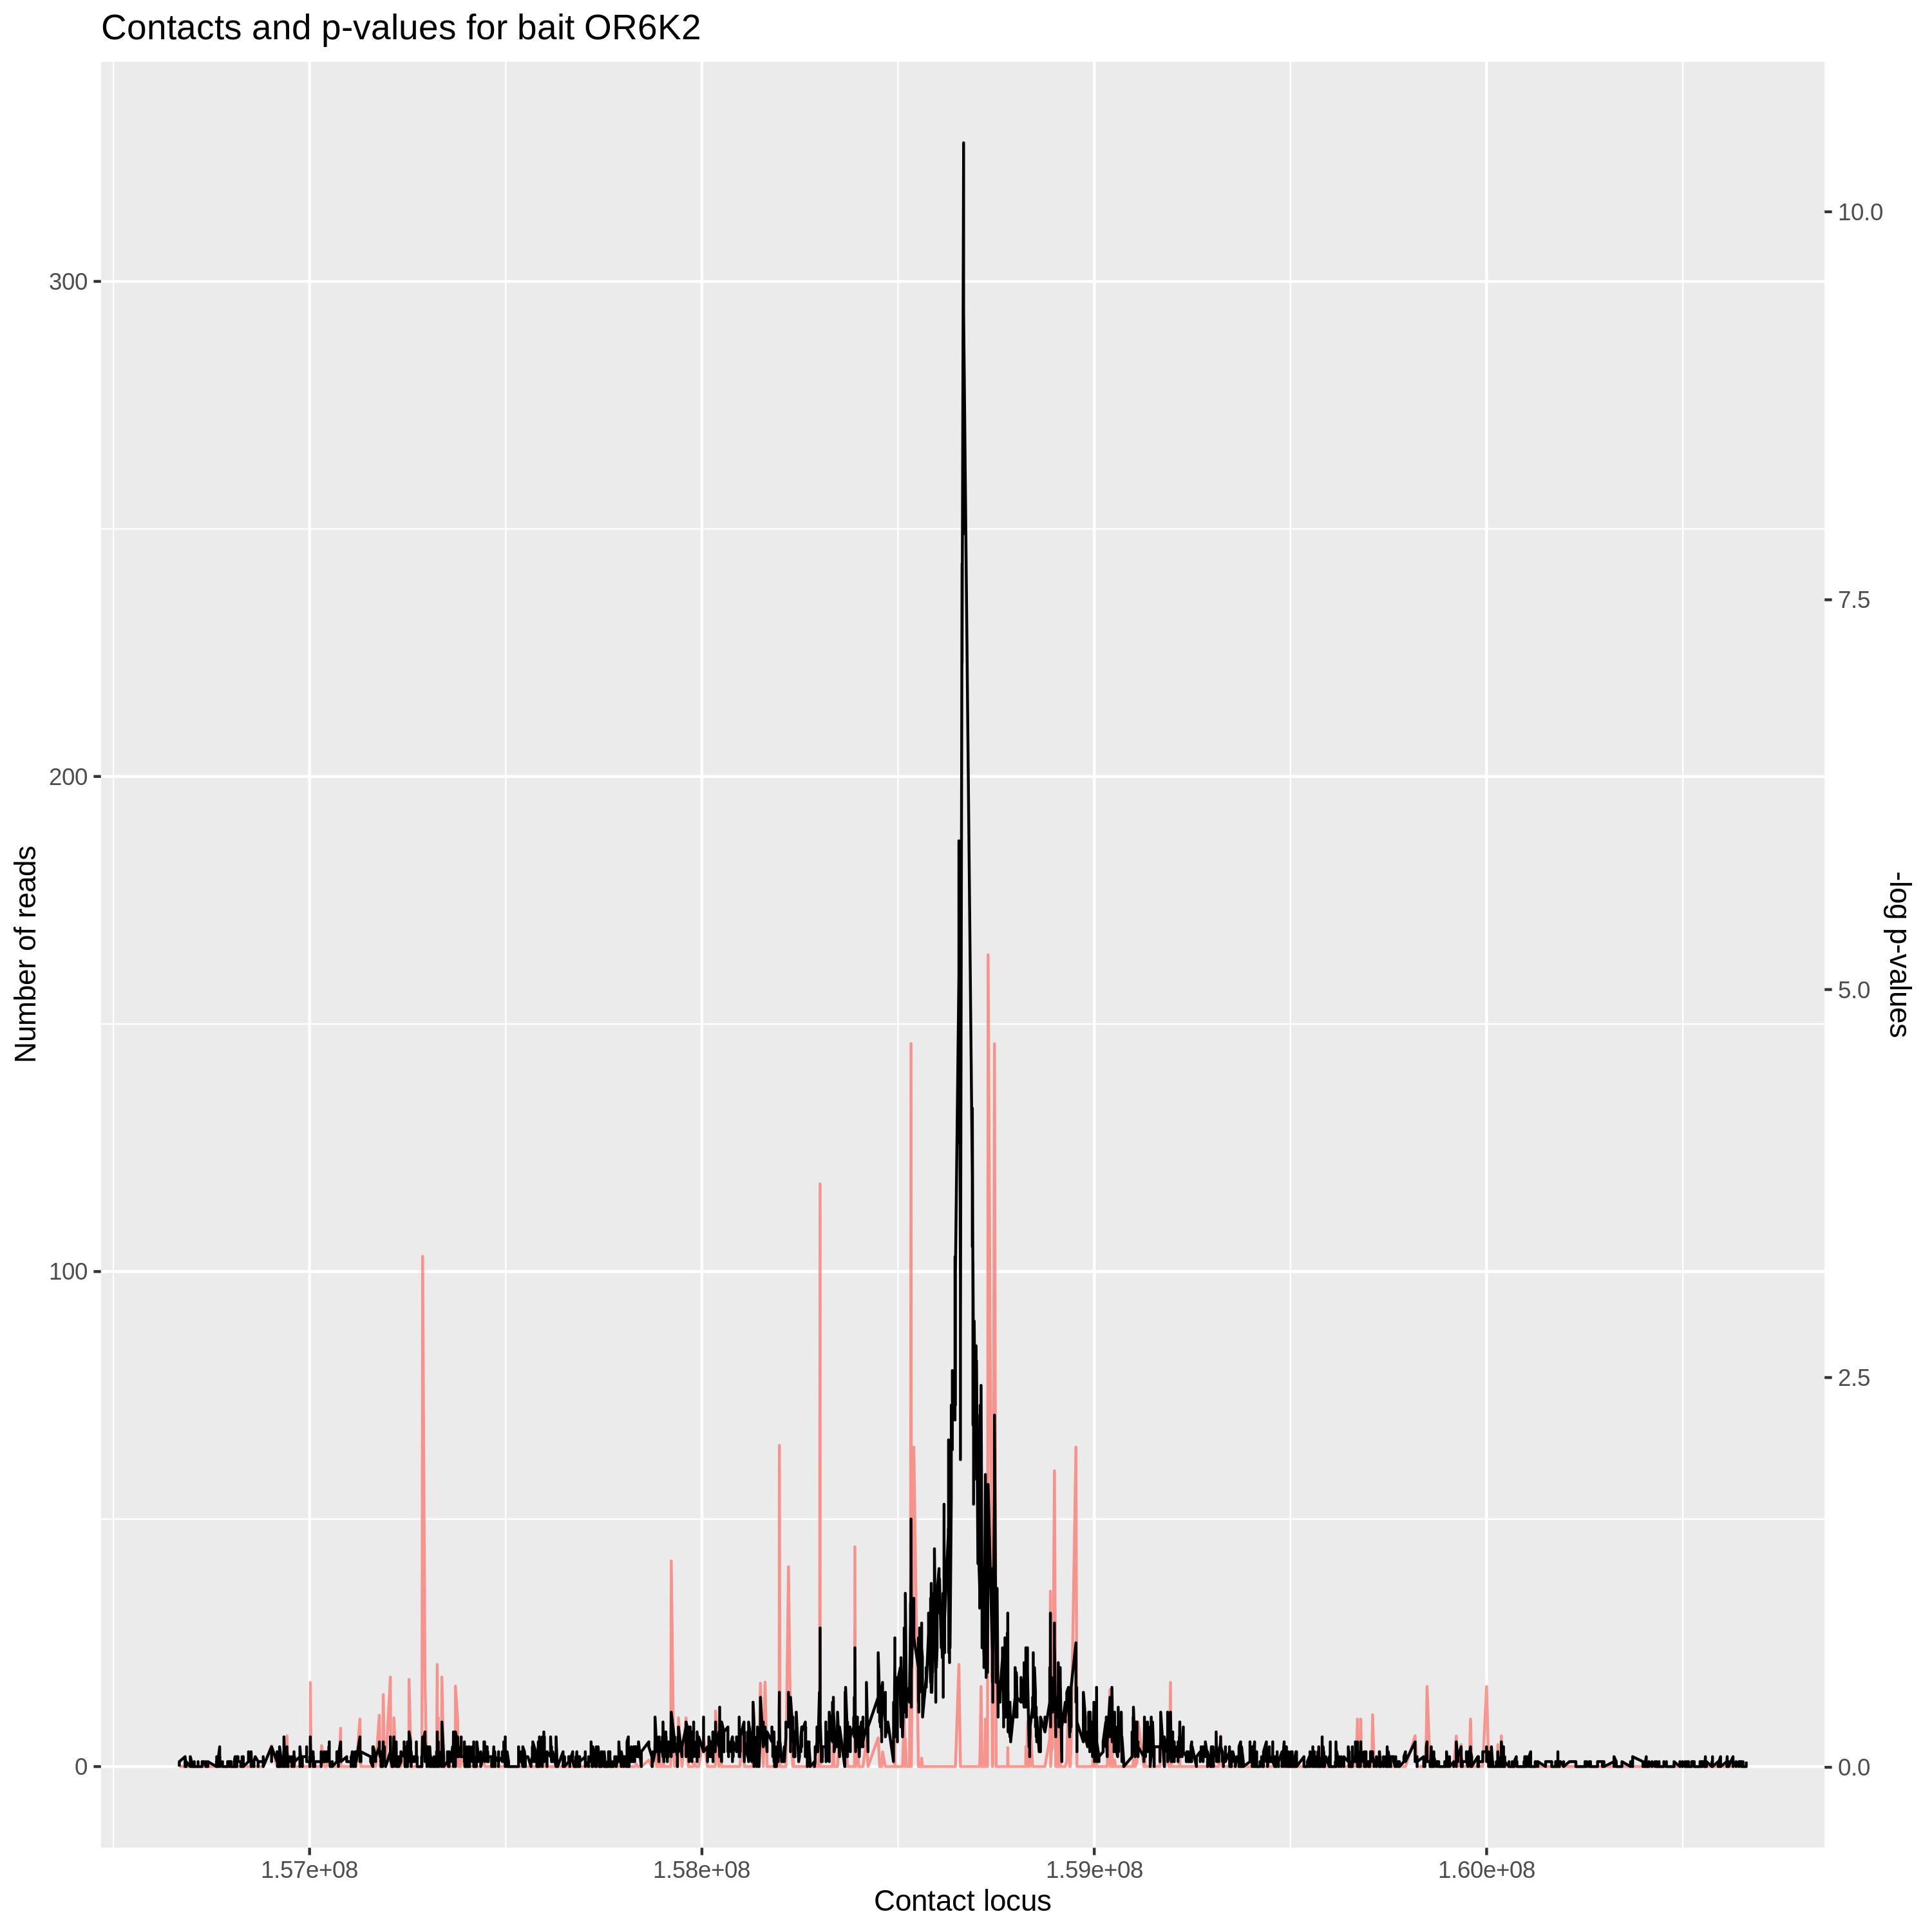 Contacts and p-values for bait OR6K2
300
200
100
0
Number of reads
10.0
7.5
5.0
2.5
0.0
-log p-values
1.57e+08
1.58e+08
1.59e+08
1.60e+08
Contact locus